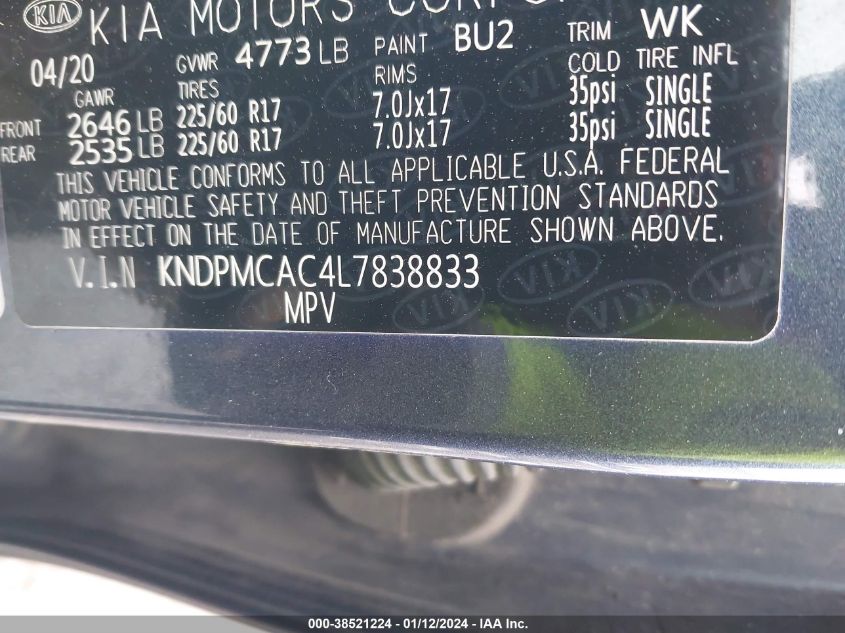 KIA KIA MOTORS
04/20 GVWR 4773 LB PAINT BU2 TRIM WK
GAWR TIRES RIMS COLD TIRE INFL
FRONT 2646 LB 225/60 R17 7.0Jx17 35psi SINGLE
REAR 2535 LB 225/60 R17 7.0Jx17 35psi SINGLE
THIS VEHICLE CONFORMS TO ALL APPLICABLE U.S.A. FEDERAL
MOTOR VEHICLE SAFETY AND THEFT PREVENTION STANDARDS
IN EFFECT ON THE DATE OF MANUFACTURE SHOWN ABOVE.
V.I.N KNDPMCAC4L7838833
MPV
000-38521224 - 01/12/2024 - IAA Inc.